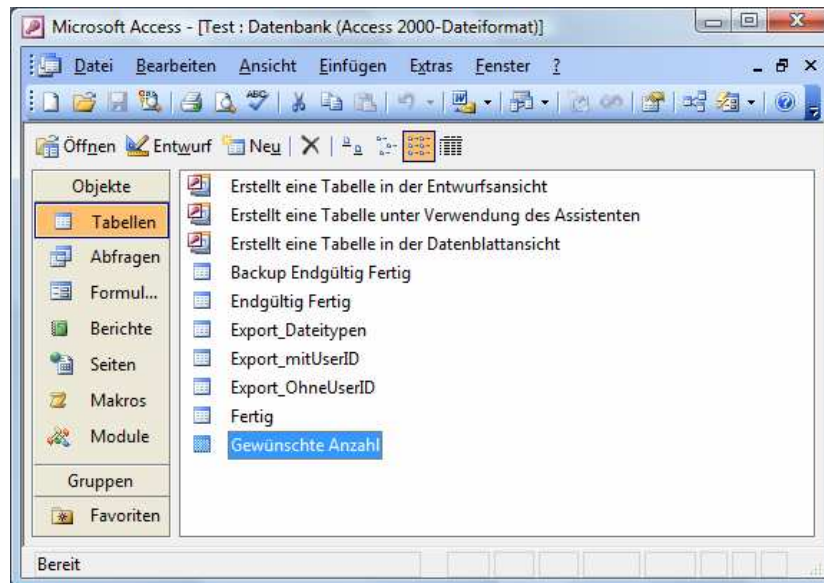 Microsoft Access - [Test : Datenbank (Access 2000-Dateiformat)]
Datei Bearbeiten Ansicht Einfügen Extras Fenster ?
Öffnen Entwurf Neu
Objekte
Tabellen
Abfragen
Formul...
Berichte
Seiten
Makros
Module
Gruppen
Favoriten
Erstellt eine Tabelle in der Entwurfsansicht
Erstellt eine Tabelle unter Verwendung des Assistenten
Erstellt eine Tabelle in der Datenblattansicht
Backup Endgültig Fertig
Endgültig Fertig
Export_Dateitypen
Export_mitUserID
Export_OhneUserID
Fertig
Gewünschte Anzahl
Bereit